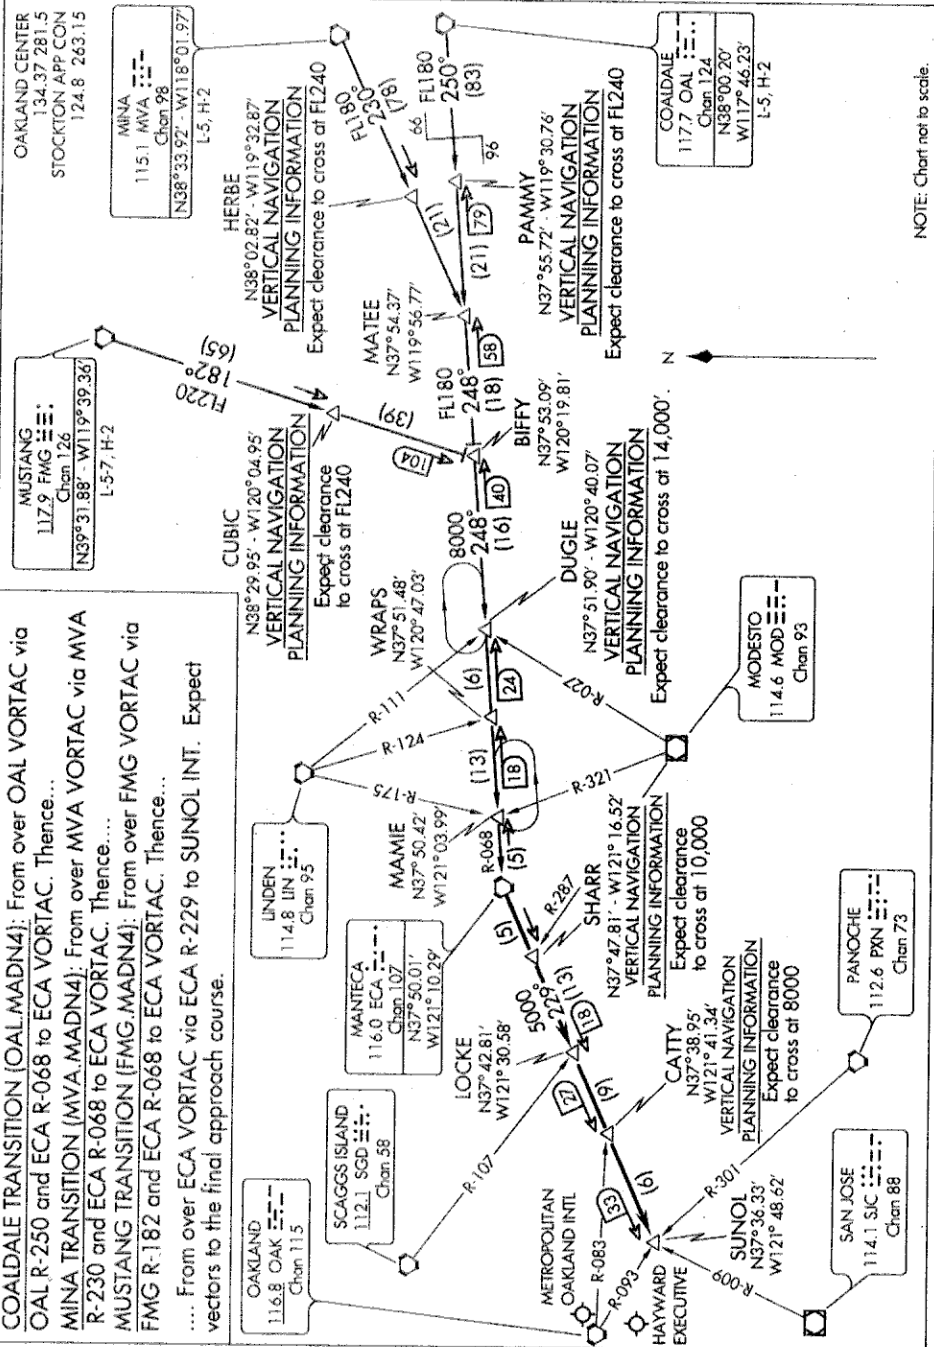 COALDALE TRANSITION (OAL.MADN4): From over OAL VORTAC via
OAL R-250 and ECA R-068 to ECA VORTAC. Thence...
MINA TRANSITION (MVA.MADN4): From over MVA VORTAC via MVA
R-230 and ECA R-068 to ECA VORTAC. Thence....
MUSTANG TRANSITION (FMG.MADN4): From over FMG VORTAC via
FMG R-182 and ECA R-068 to ECA VORTAC. Thence...
.... From over ECA VORTAC via ECA R-229 to SUNOL INT. Expect
vectors to the final approach course.
MUSTANG
117.9 FMG
Chan 126
N39°31.88' - W119°39.36'
L-5-7, H-2
OAKLAND CENTER
134.37 281.5
STOCKTON APP CON
124.8 263.15
MINA
115.1 MVA
Chan 98
N38°33.92' - W118°01.97'
L-5, H-2
FL220
182°
(65)
CUBIC
N38°29.95' - W120°04.95'
VERTICAL NAVIGATION
PLANNING INFORMATION
Expect clearance
to cross at FL240
(39)
104
HERBE
N38°02.82' - W119°32.87'
VERTICAL NAVIGATION
PLANNING INFORMATION
Expect clearance to cross at FL240
FL180
230°
(78)
(21)
66
FL180
250°
(83)
96
MATEE
N37°54.37'
W119°56.77'
(21)
79
PAMMY
N37°55.72' - W119°30.76'
VERTICAL NAVIGATION
PLANNING INFORMATION
Expect clearance to cross at FL240
COALDALE
117.7 OAL
Chan 124
N38°00.20'
W117°46.23'
L-5, H-2
FL180
248°
(18)
58
BIFFY
N37°53.09'
W120°19.81'
8000
248°
(16)
40
DUGLE
N37°51.90' - W120°40.07'
VERTICAL NAVIGATION
PLANNING INFORMATION
Expect clearance to cross at 14,000'.
N
WRAPS
N37°51.48'
W120°47.03'
(6)
24
LINDEN
114.8 LIN
Chan 95
R-111
R-124
R-175
(13)
18
R-027
R-321
MODESTO
114.6 MOD
Chan 93
MAMIE
N37°50.42'
W121°03.99'
R-068
(5)
MANTECA
116.0 ECA
Chan 107
N37°50.01'
W121°10.29'
(5)
R-287
SHARR
N37°47.81' - W121°16.52'
VERTICAL NAVIGATION
PLANNING INFORMATION
Expect clearance
to cross at 10,000
LOCKE
N37°42.81'
W121°30.58'
5000
229°
(13)
18
SCAGGS ISLAND
112.1 SGD
Chan 58
R-107
27
(9)
CATTY
N37°38.95'
W121°41.34'
VERTICAL NAVIGATION
PLANNING INFORMATION
Expect clearance
to cross at 8000
OAKLAND
116.8 OAK
Chan 115
METROPOLITAN
OAKLAND INTL
R-083
33
(6)
R-093
HAYWARD
EXECUTIVE
SUNOL
N37°36.33'
W121°48.62'
R-301
R-009
PANOCHE
112.6 PXN
Chan 73
SAN JOSE
114.1 SJC
Chan 88
NOTE: Chart not to scale.